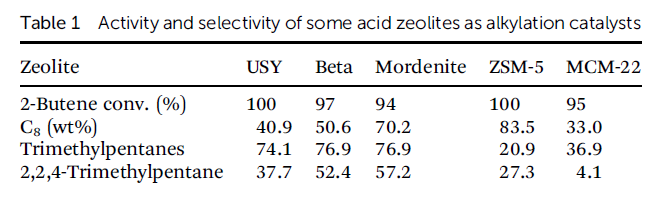 Table 1 Activity and selectivity of some acid zeolites as alkylation catalysts
Zeolite USY Beta Mordenite ZSM-5 MCM-22
2-Butene conv. (%) 100 97 94 100 95
C₈ (wt%) 40.9 50.6 70.2 83.5 33.0
Trimethylpentanes 74.1 76.9 76.9 20.9 36.9
2,2,4-Trimethylpentane 37.7 52.4 57.2 27.3 4.1